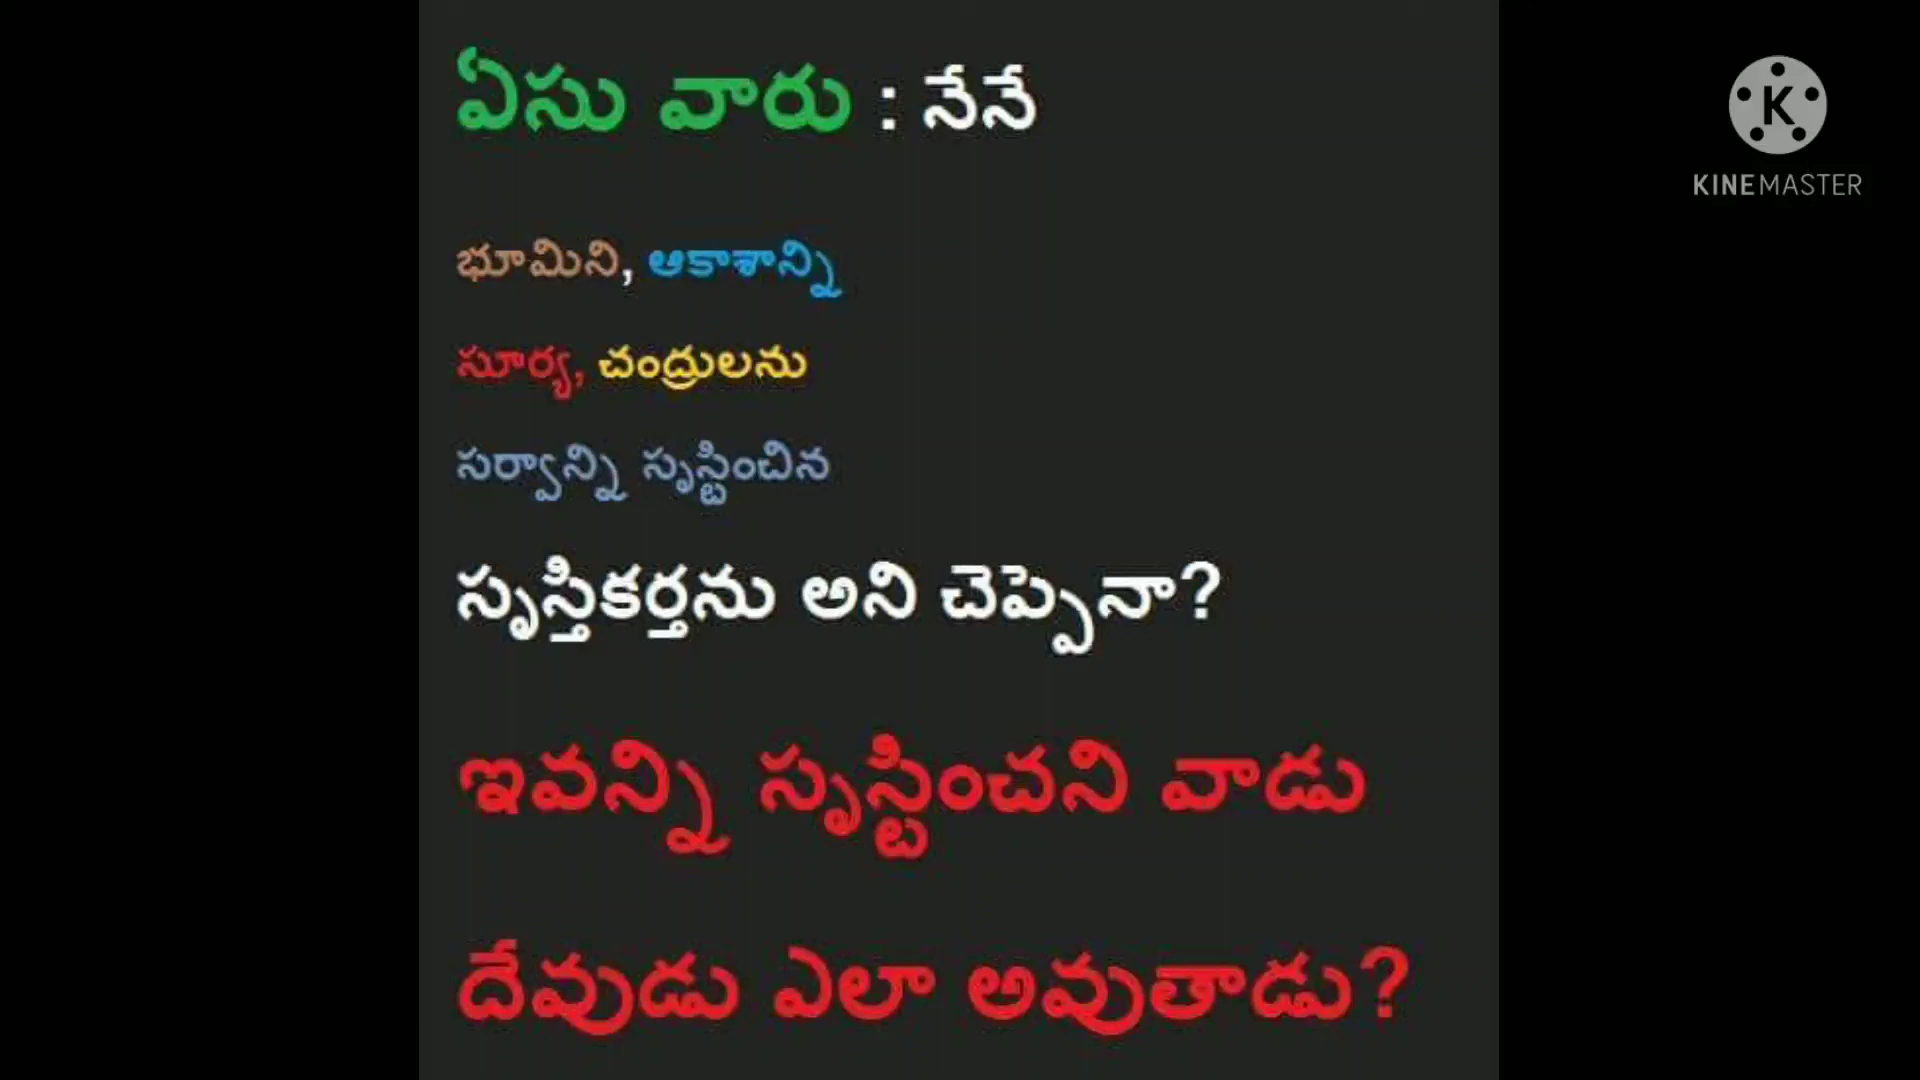 ఏసు వారు : నేనే
K
KINEMASTER
భూమిని, ఆకాశాన్ని
సూర్య, చంద్రులను
సర్వాన్ని సృస్టించిన
సృస్తికర్తను అని చెప్పెనా?
ఇవన్ని సృస్టించని వాడు
దేవుడు ఎలా అవుతాడు?